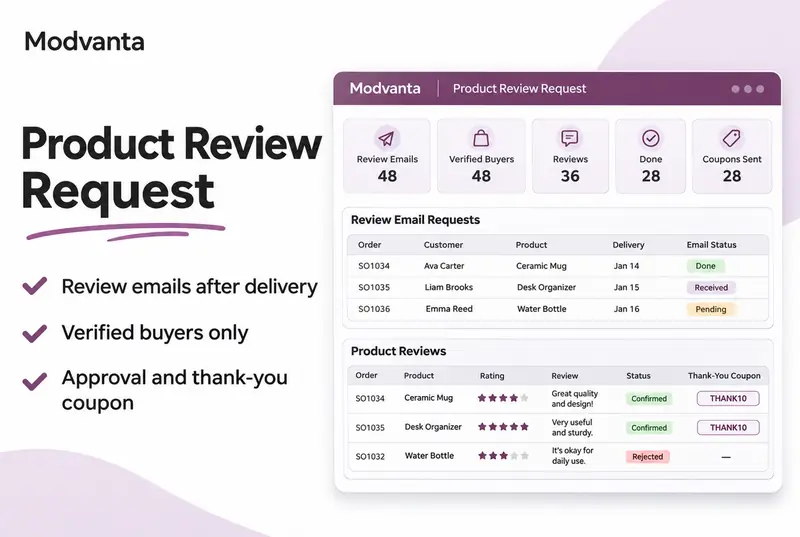 Modvanta
Product Review
Request
Review emails after delivery
Verified buyers only
Approval and thank-you
coupon
Modvanta Product Review Request
Review Emails
48
Verified Buyers
48
Reviews
36
Done
28
Coupons Sent
28
Review Email Requests
Order Customer Product Delivery Email Status
SO1034 Ava Carter Ceramic Mug Jan 14 Done
SO1035 Liam Brooks Desk Organizer Jan 15 Received
SO1036 Emma Reed Water Bottle Jan 16 Pending
Product Reviews
Order Product Rating Review Status Thank-You Coupon
SO1034 Ceramic Mug Great quality and design! Confirmed THANK10
SO1035 Desk Organizer Very useful and sturdy. Confirmed THANK10
SO1032 Water Bottle It's okay for daily use. Rejected —